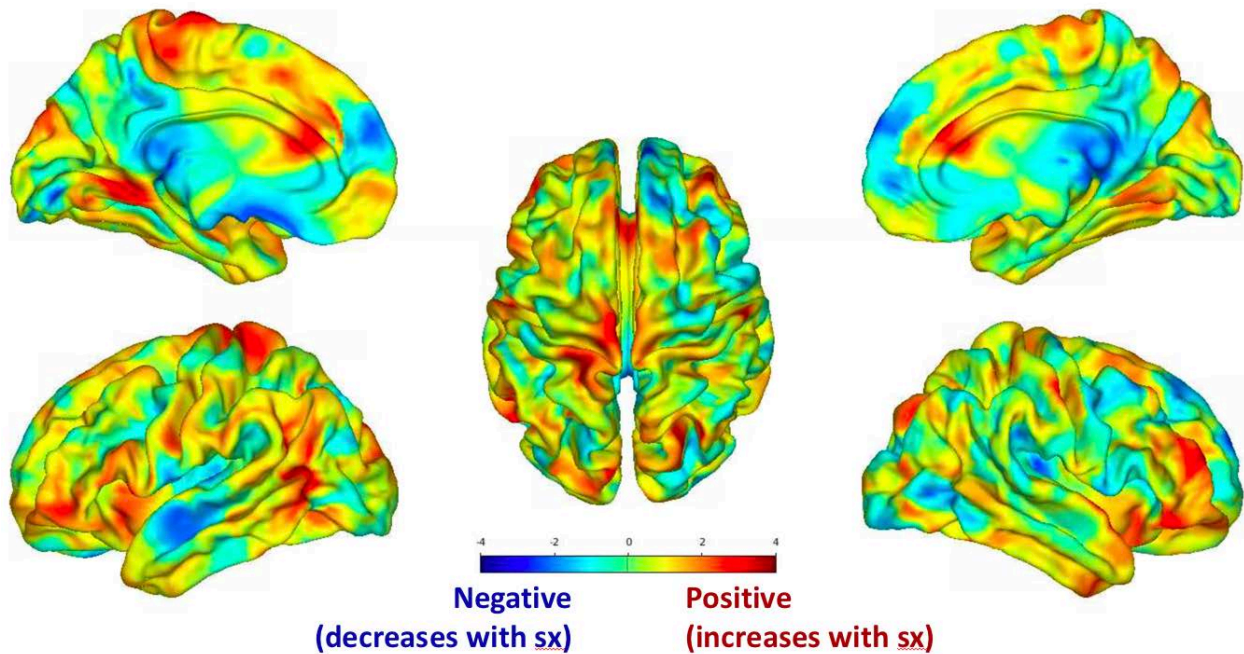 -4 -2 0 2 4
Negative Positive
(decreases with sx) (increases with sx)